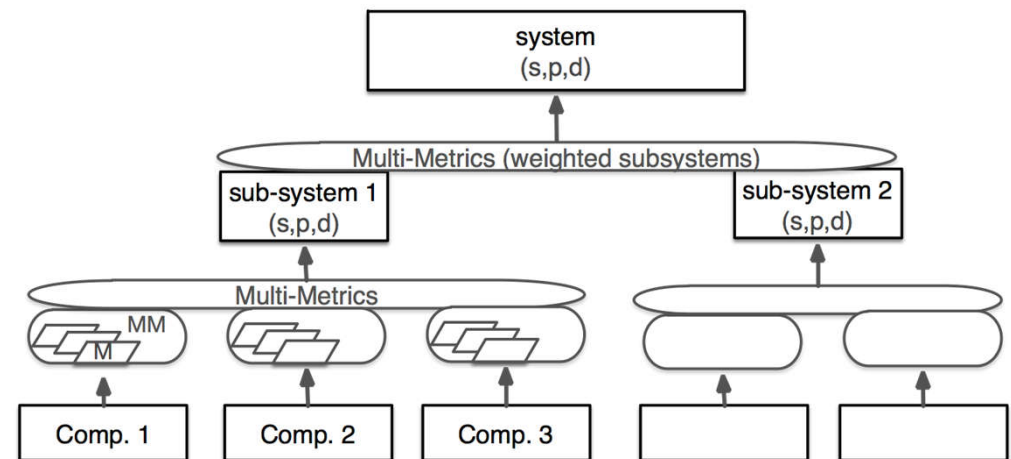 system
(s,p,d)
Multi-Metrics (weighted subsystems)
sub-system 1
(s,p,d)
sub-system 2
(s,p,d)
Multi-Metrics
MM
M
Comp. 1
Comp. 2
Comp. 3